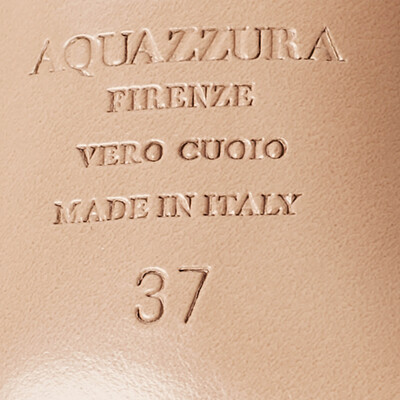 AQUAZZURA
FIRENZE
VERO CUOIO
MADE IN ITALY
37